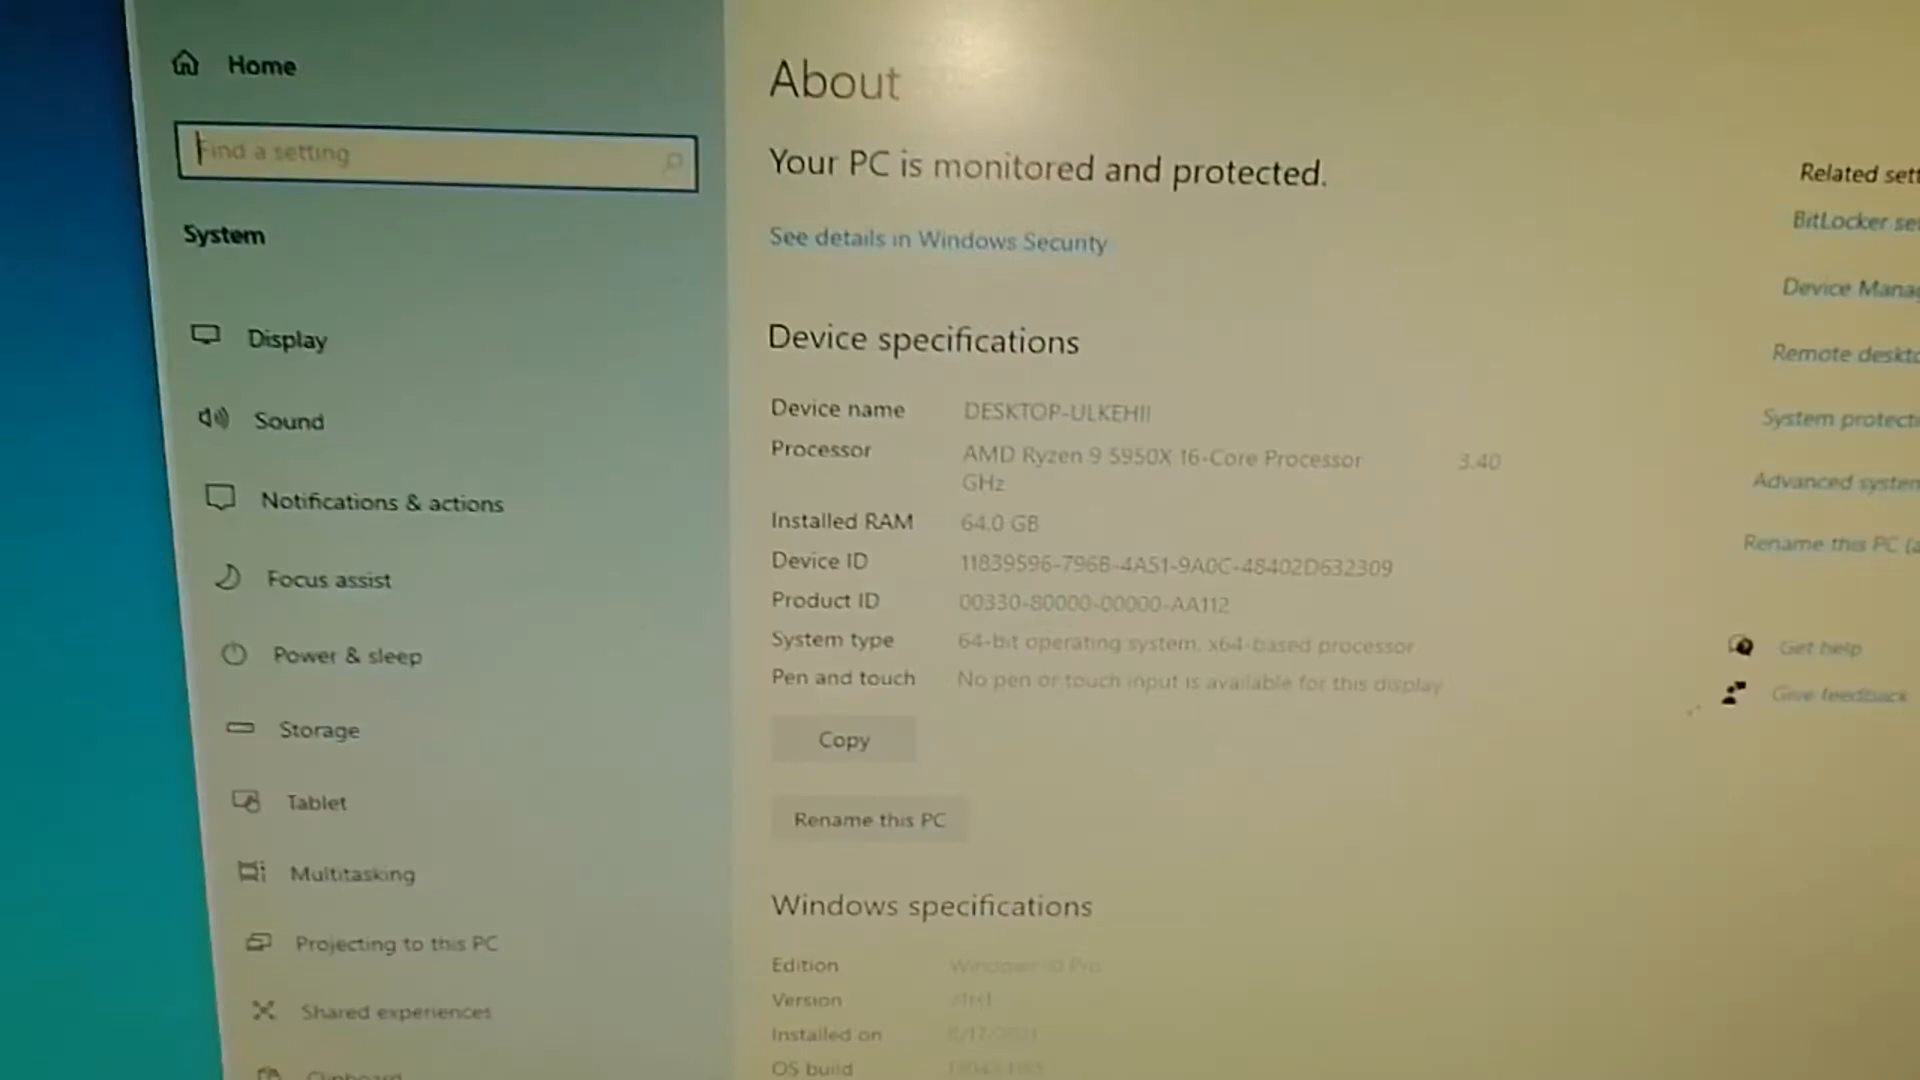 Home
Find a setting
System
Display
Sound
Notifications & actions
Focus assist
Power & sleep
Storage
Tablet
Multitasking
Projecting to this PC
Shared experiences
Clipboard
About
Your PC is monitored and protected.
See details in Windows Security
Device specifications
Device name DESKTOP-ULKEHII
Processor AMD Ryzen 9 5950X 16-Core Processor 3.40
GHz
Installed RAM 64.0 GB
Device ID 11839596-796B-4A51-9A0C-48402D632309
Product ID 00330-80000-00000-AA112
System type 64-bit operating system, x64-based processor
Pen and touch No pen or touch input is available for this display
Copy
Rename this PC
Windows specifications
Edition Windows 10 Pro
Version
Installed on
OS build
Related sett
BitLocker se
Device Manag
Remote deskto
System protecti
Advanced system
Rename this PC (a
Get help
Give feedback